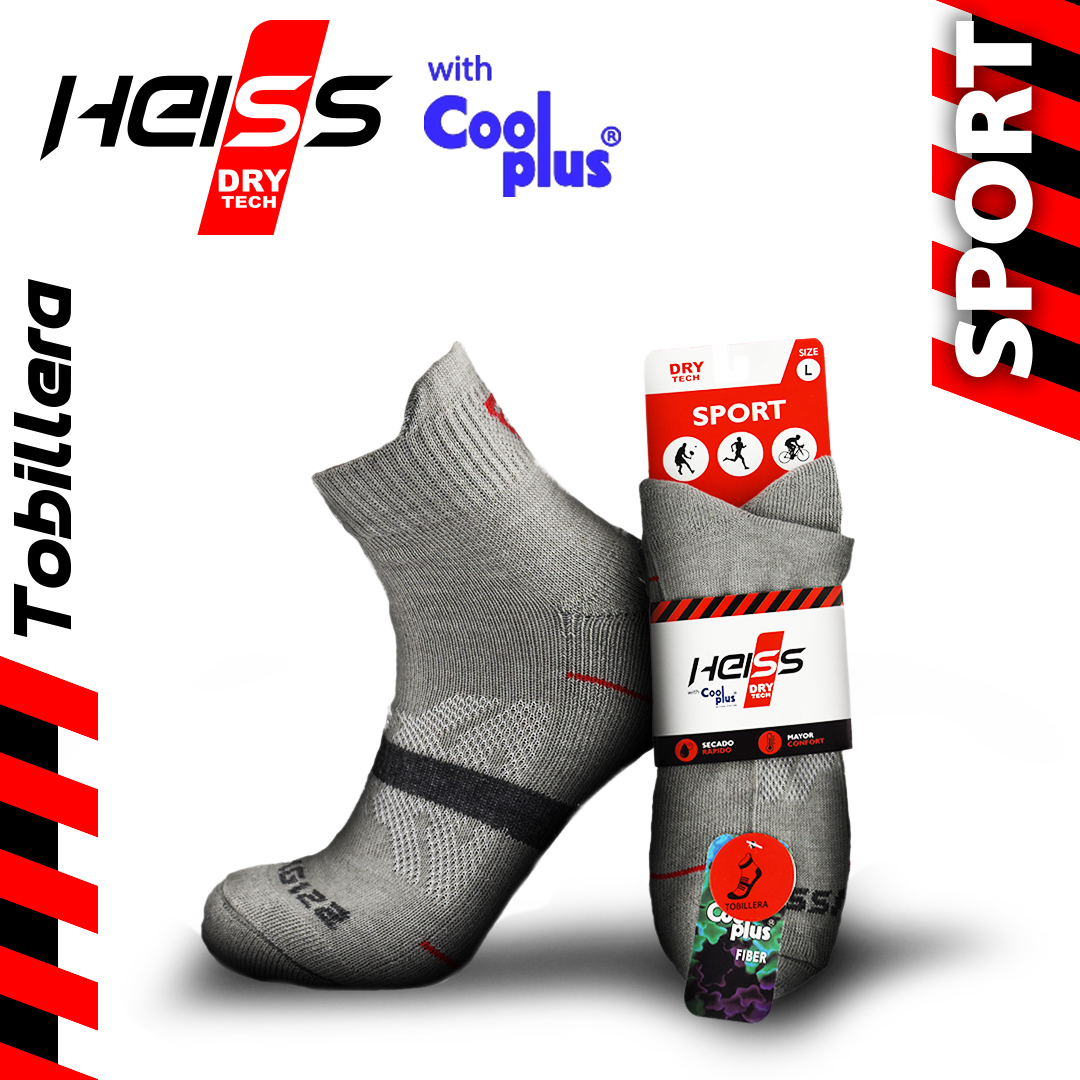 HEISS
DRY
TECH
with
Cool
plus®
SPORT
Tobillera
DRY
TECH
SIZE
L
SPORT
HEISS
with Cool
plus®
DRY
TECH
SECADO
RAPIDO
MAYOR
CONFORT
TOBILLERA
Cool
plus®
FIBER